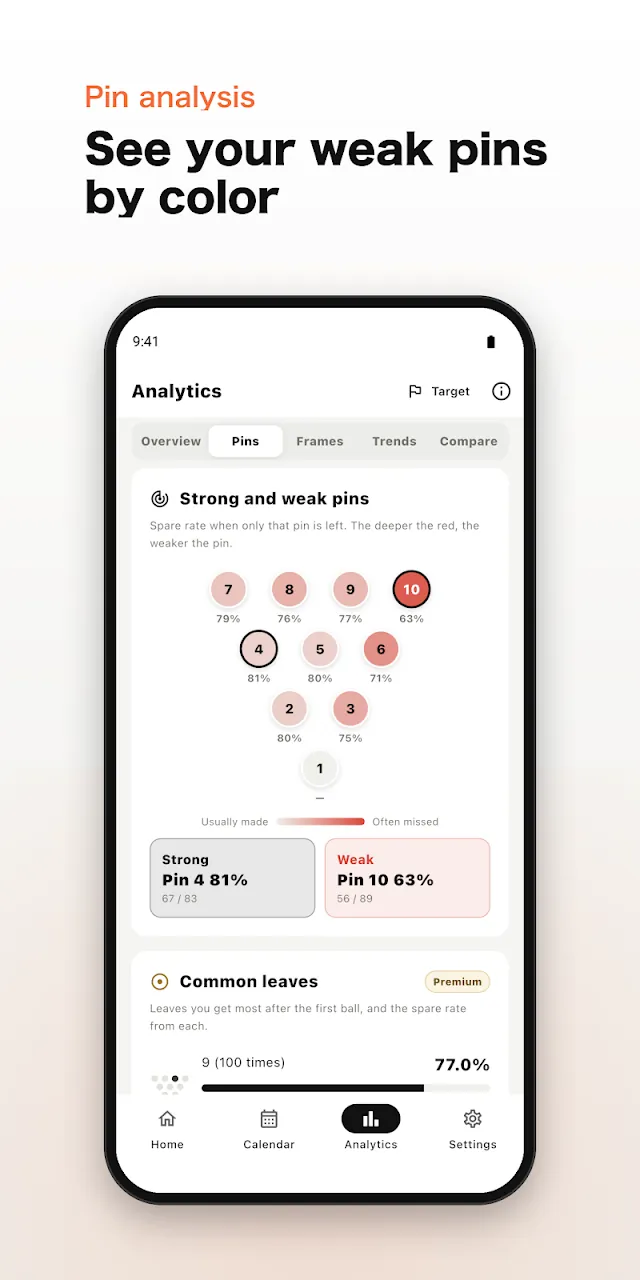 Pin analysis
See your weak pins
by color
9:41
Analytics
Target
Overview
Pins
Frames
Trends
Compare
Strong and weak pins
Spare rate when only that pin is left. The deeper the red, the
weaker the pin.
7 8 9 10
79% 76% 77% 63%
4 5 6
81% 80% 71%
2 3
80% 75%
1
–
Usually made
Often missed
Strong
Pin 4 81%
67 / 83
Weak
Pin 10 63%
56 / 89
Common leaves
Premium
Leaves you get most after the first ball, and the spare rate
from each.
9 (100 times)
77.0%
Home
Calendar
Analytics
Settings